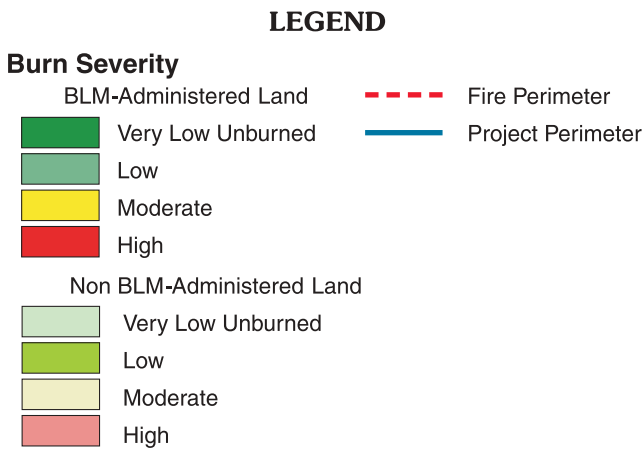 LEGEND
Burn Severity
BLM-Administered Land
Fire Perimeter
Very Low Unburned
Project Perimeter
Low
Moderate
High
Non BLM-Administered Land
Very Low Unburned
Low
Moderate
High